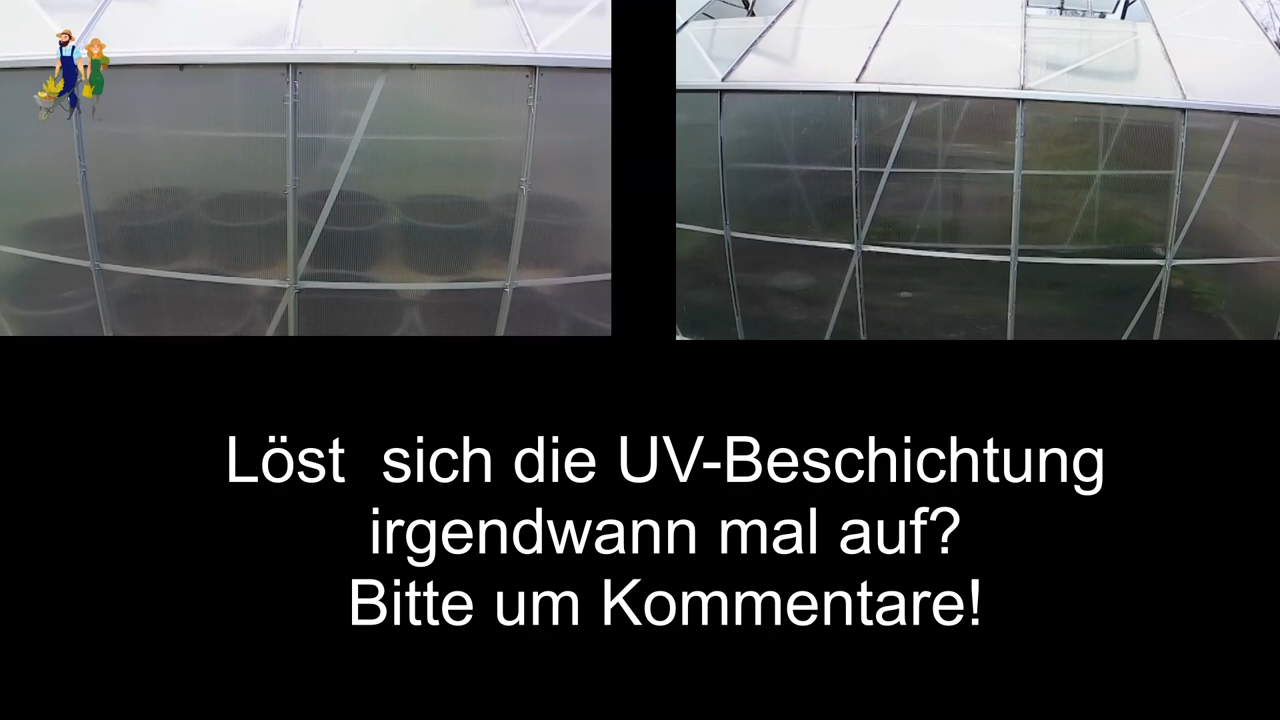 Löst  sich die UV-Beschichtung
irgendwann mal auf?
Bitte um Kommentare!